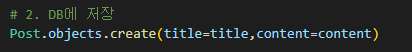 # 2. DB에 저장
Post.objects.create(title=title,content=content)